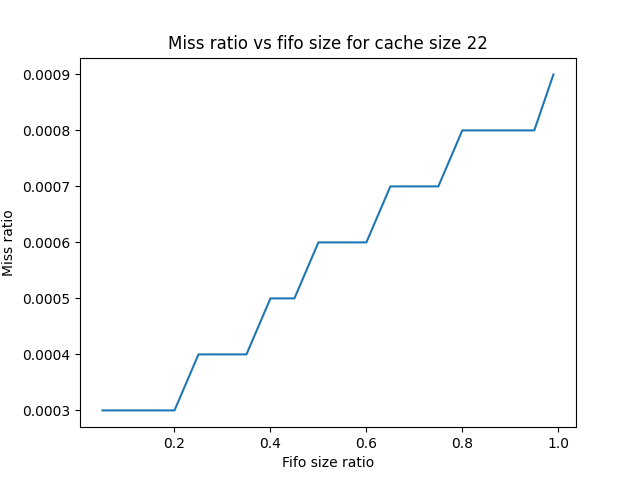 Miss ratio vs fifo size for cache size 22
0.0009
0.0008
0.0007
0.0006
0.0005
0.0004
0.0003
Miss ratio
0.2 0.4 0.6 0.8 1.0
Fifo size ratio